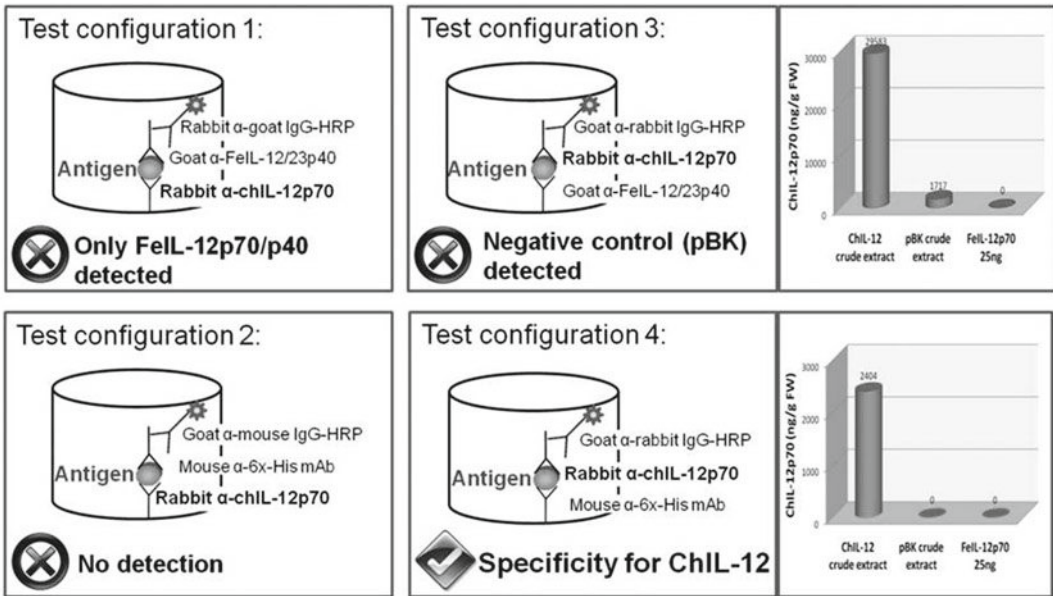 Test configuration 1:
Rabbit α-goat IgG-HRP
Goat α-FelL-12/23p40
Antigen
Rabbit α-chIL-12p70
Only FeIL-12p70/p40
detected
Test configuration 3:
Goat α-rabbit IgG-HRP
Rabbit α-chIL-12p70
Antigen
Goat α-FeIL-12/23p40
Negative control (pBK)
detected
ChIL-12p70 (ng/g FW)
30000
20000
10000
0
29583
1717
0
ChIL-12
crude extract
pBK crude
extract
FeIL-12p70
25ng
Test configuration 2:
Goat α-mouse IgG-HRP
Mouse α-6x-His mAb
Antigen
Rabbit α-chIL-12p70
No detection
Test configuration 4:
Goat α-rabbit IgG-HRP
Rabbit α-chIL-12p70
Antigen
Mouse α-6x-His mAb
Specificity for ChIL-12
ChIL-12p70 (ng/g FW)
3000
2000
1000
0
2404
0
0
ChIL-12
crude extract
pBK crude
extract
FeIL-12p70
25ng